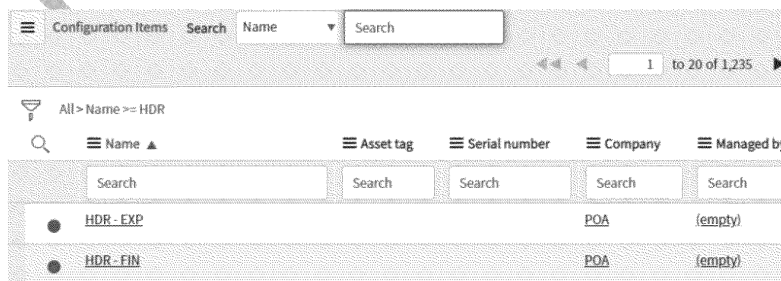 Configuration Items Search Name Search
1 to 20 of 1,235
All > Name >= HDR
Name Asset tag Serial number Company Managed by
Search Search Search Search Search
HDR - EXP POA (empty)
HDR - FIN POA (empty)